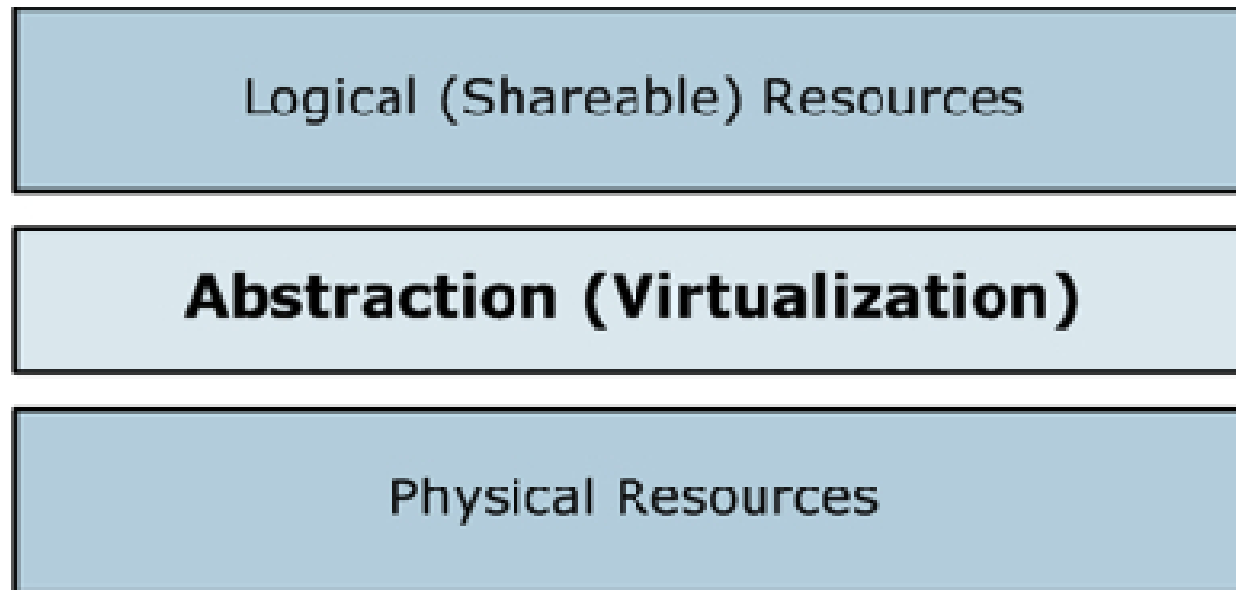 Logical (Shareable) Resources
Abstraction (Virtualization)
Physical Resources